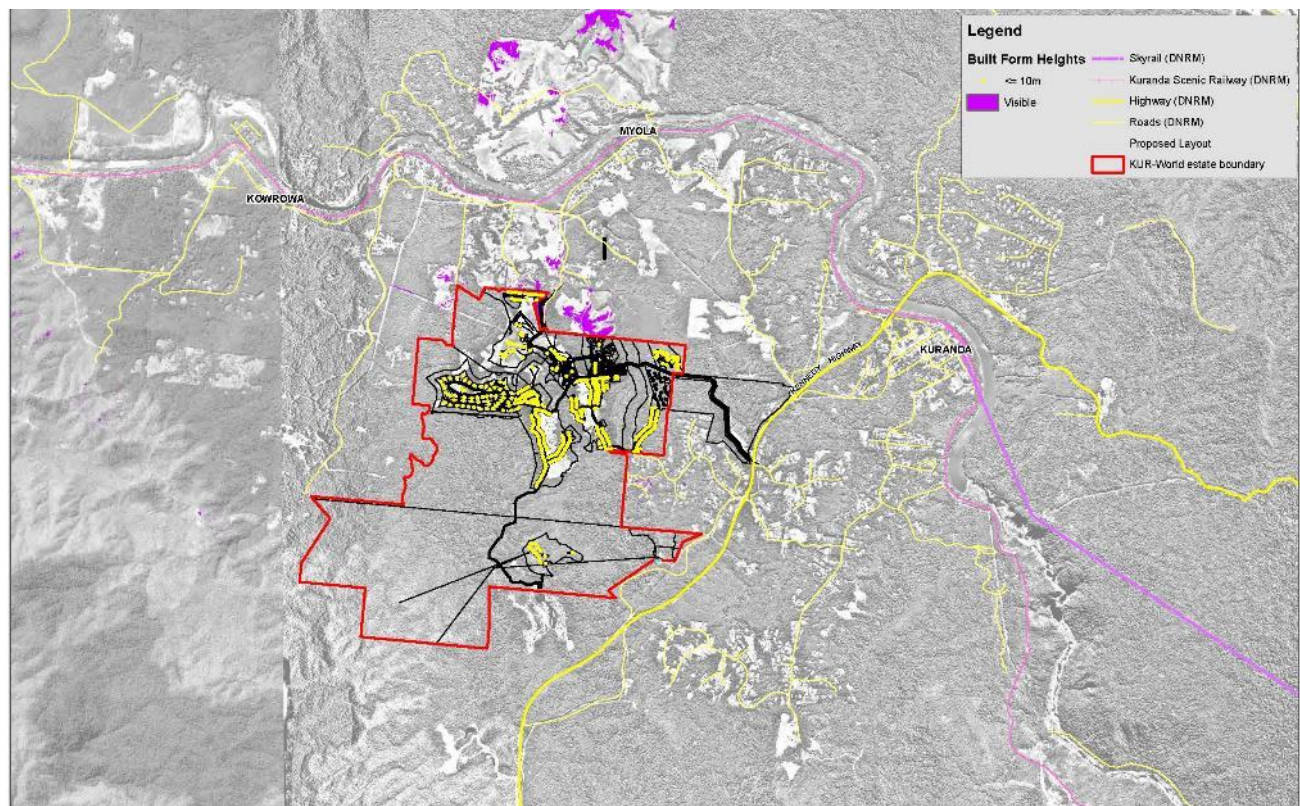 Legend
Built Form Heights
<= 10m
Visible
Skyrail (DNRM)
Kuranda Scenic Railway (DNRM)
Highway (DNRM)
Roads (DNRM)
Proposed Layout
KUR-World estate boundary
MYOLA
KOWROWA
KURANDA
KENNEDY HIGHWAY